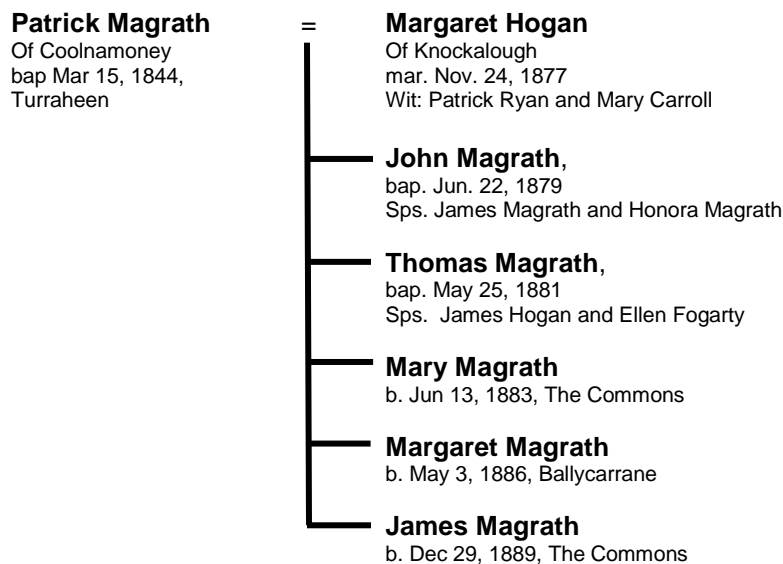 Patrick Magrath
Of Coolnamoney
bap Mar 15, 1844,
Turraheen
=
Margaret Hogan
Of Knockalough
mar. Nov. 24, 1877
Wit: Patrick Ryan and Mary Carroll
John Magrath,
bap. Jun. 22, 1879
Sps. James Magrath and Honora Magrath
Thomas Magrath,
bap. May 25, 1881
Sps. James Hogan and Ellen Fogarty
Mary Magrath
b. Jun 13, 1883, The Commons
Margaret Magrath
b. May 3, 1886, Ballycarrane
James Magrath
b. Dec 29, 1889, The Commons